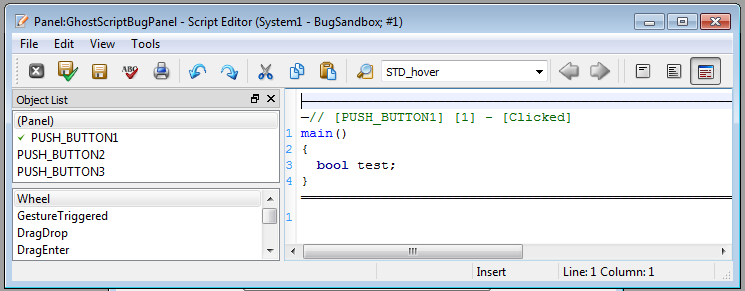 Panel:GhostScriptBugPanel - Script Editor (System1 - BugSandbox; #1)
File Edit View Tools
ABC STD_hover
Object List
(Panel)
PUSH_BUTTON1
PUSH_BUTTON2
PUSH_BUTTON3
Wheel
GestureTriggered
DragDrop
DragEnter
// [PUSH_BUTTON1] [1] - [Clicked]
1 main()
2 {
3 bool test;
4 }
1
Insert Line: 1 Column: 1